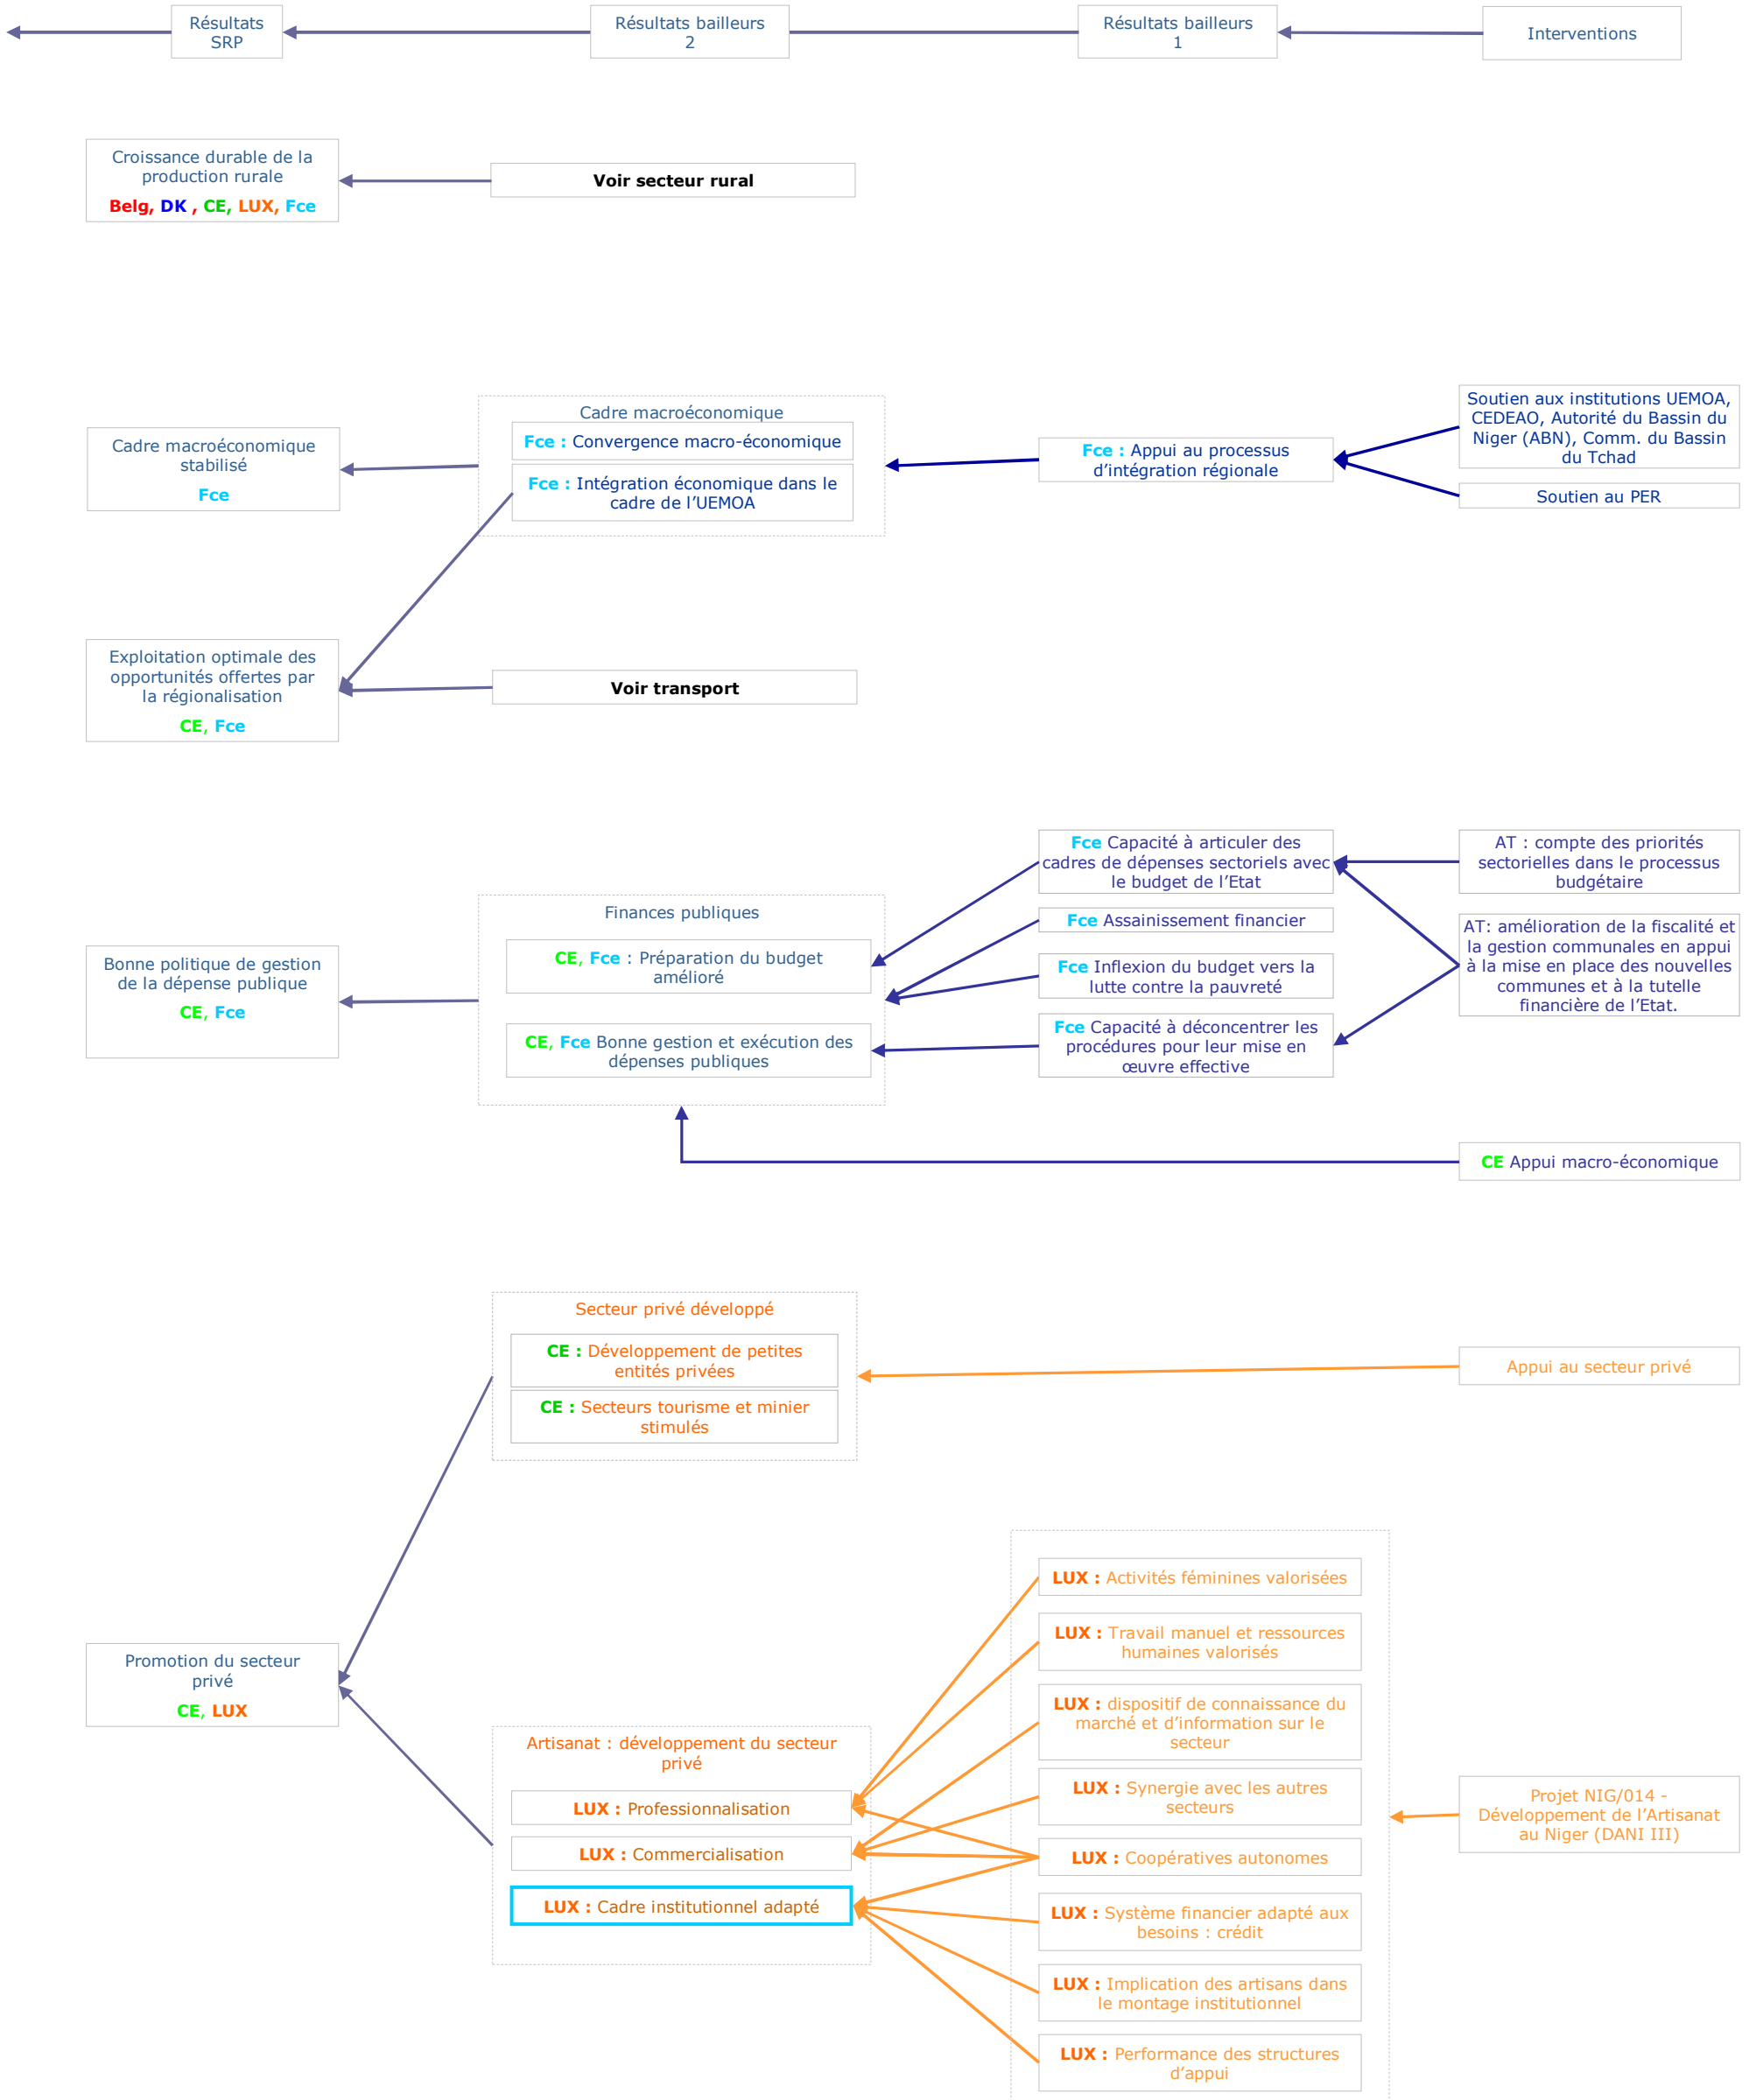 Résultats
SRP
Résultats bailleurs
2
Résultats bailleurs
1
Interventions
Croissance durable de la
production rurale
Belg, DK , CE, LUX, Fce
Voir secteur rural
Cadre macroéconomique
stabilisé
Fce
Cadre macroéconomique
Fce : Convergence macro-économique
Fce : Intégration économique dans le
cadre de l’UEMOA
Fce : Appui au processus
d’intégration régionale
Soutien aux institutions UEMOA,
CEDEAO, Autorité du Bassin du
Niger (ABN), Comm. du Bassin
du Tchad
Soutien au PER
Exploitation optimale des
opportunités offertes par
la régionalisation
CE, Fce
Voir transport
Bonne politique de gestion
de la dépense publique
CE, Fce
Finances publiques
CE, Fce : Préparation du budget
amélioré
CE, Fce Bonne gestion et exécution des
dépenses publiques
Fce Capacité à articuler des
cadres de dépenses sectoriels avec
le budget de l’Etat
Fce Assainissement financier
Fce Inflexion du budget vers la
lutte contre la pauvreté
Fce Capacité à déconcentrer les
procédures pour leur mise en
œuvre effective
AT : compte des priorités
sectorielles dans le processus
budgétaire
AT: amélioration de la fiscalité et
la gestion communales en appui
à la mise en place des nouvelles
communes et à la tutelle
financière de l’Etat.
CE Appui macro-économique
Promotion du secteur
privé
CE, LUX
Secteur privé développé
CE : Développement de petites
entités privées
CE : Secteurs tourisme et minier
stimulés
Appui au secteur privé
Artisanat : développement du secteur
privé
LUX : Professionnalisation
LUX : Commercialisation
LUX : Cadre institutionnel adapté
LUX : Activités féminines valorisées
LUX : Travail manuel et ressources
humaines valorisés
LUX : dispositif de connaissance du
marché et d’information sur le
secteur
LUX : Synergie avec les autres
secteurs
LUX : Coopératives autonomes
LUX : Système financier adapté aux
besoins : crédit
LUX : Implication des artisans dans
le montage institutionnel
LUX : Performance des structures
d’appui
Projet NIG/014 -
Développement de l’Artisanat
au Niger (DANI III)